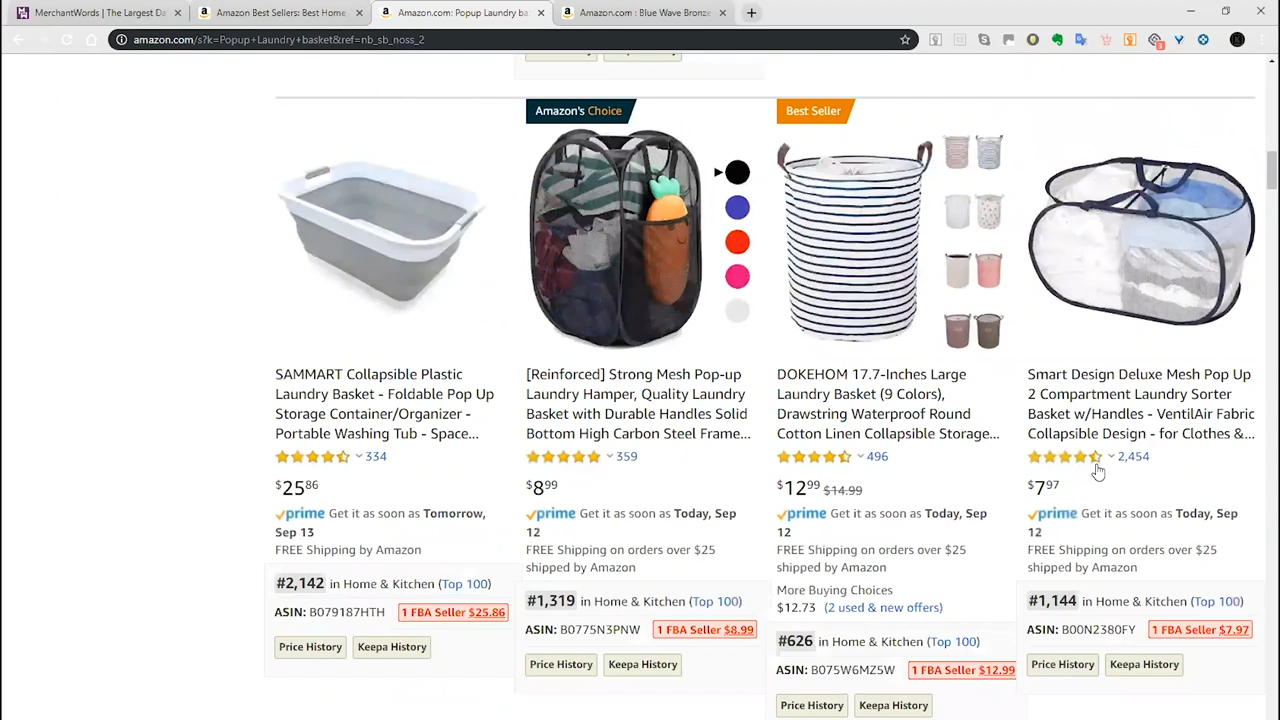 MerchantWords | The Largest Da
Amazon Best Sellers: Best Home
Amazon.com: Popup Laundry ba
Amazon.com : Blue Wave Bronze
amazon.com/s?k=Popup+Laundry+basket&ref=nb_sb_noss_2
Amazon's Choice
Best Seller
SAMMART Collapsible Plastic
Laundry Basket - Foldable Pop Up
Storage Container/Organizer -
Portable Washing Tub - Space...
334
$25 86
prime Get it as soon as Tomorrow,
Sep 13
FREE Shipping by Amazon
#2,142 in Home & Kitchen (Top 100)
ASIN: B079187HTH 1 FBA Seller $25.86
Price History Keepa History
[Reinforced] Strong Mesh Pop-up
Laundry Hamper, Quality Laundry
Basket with Durable Handles Solid
Bottom High Carbon Steel Frame...
359
$8 99
prime Get it as soon as Today, Sep
12
FREE Shipping on orders over $25
shipped by Amazon
#1,319 in Home & Kitchen (Top 100)
ASIN: B0775N3PNW 1 FBA Seller $8.99
Price History Keepa History
DOKEHOM 17.7-Inches Large
Laundry Basket (9 Colors),
Drawstring Waterproof Round
Cotton Linen Collapsible Storage...
496
$12 99 $14.99
prime Get it as soon as Today, Sep
12
FREE Shipping on orders over $25
shipped by Amazon
More Buying Choices
$12.73 (2 used & new offers)
#626 in Home & Kitchen (Top 100)
ASIN: B075W6MZ5W 1 FBA Seller $12.99
Price History Keepa History
Smart Design Deluxe Mesh Pop Up
2 Compartment Laundry Sorter
Basket w/Handles - VentilAir Fabric
Collapsible Design - for Clothes &...
2,454
$7 97
prime Get it as soon as Today, Sep
12
FREE Shipping on orders over $25
shipped by Amazon
#1,144 in Home & Kitchen (Top 100)
ASIN: B00N2380FY 1 FBA Seller $7.97
Price History Keepa History